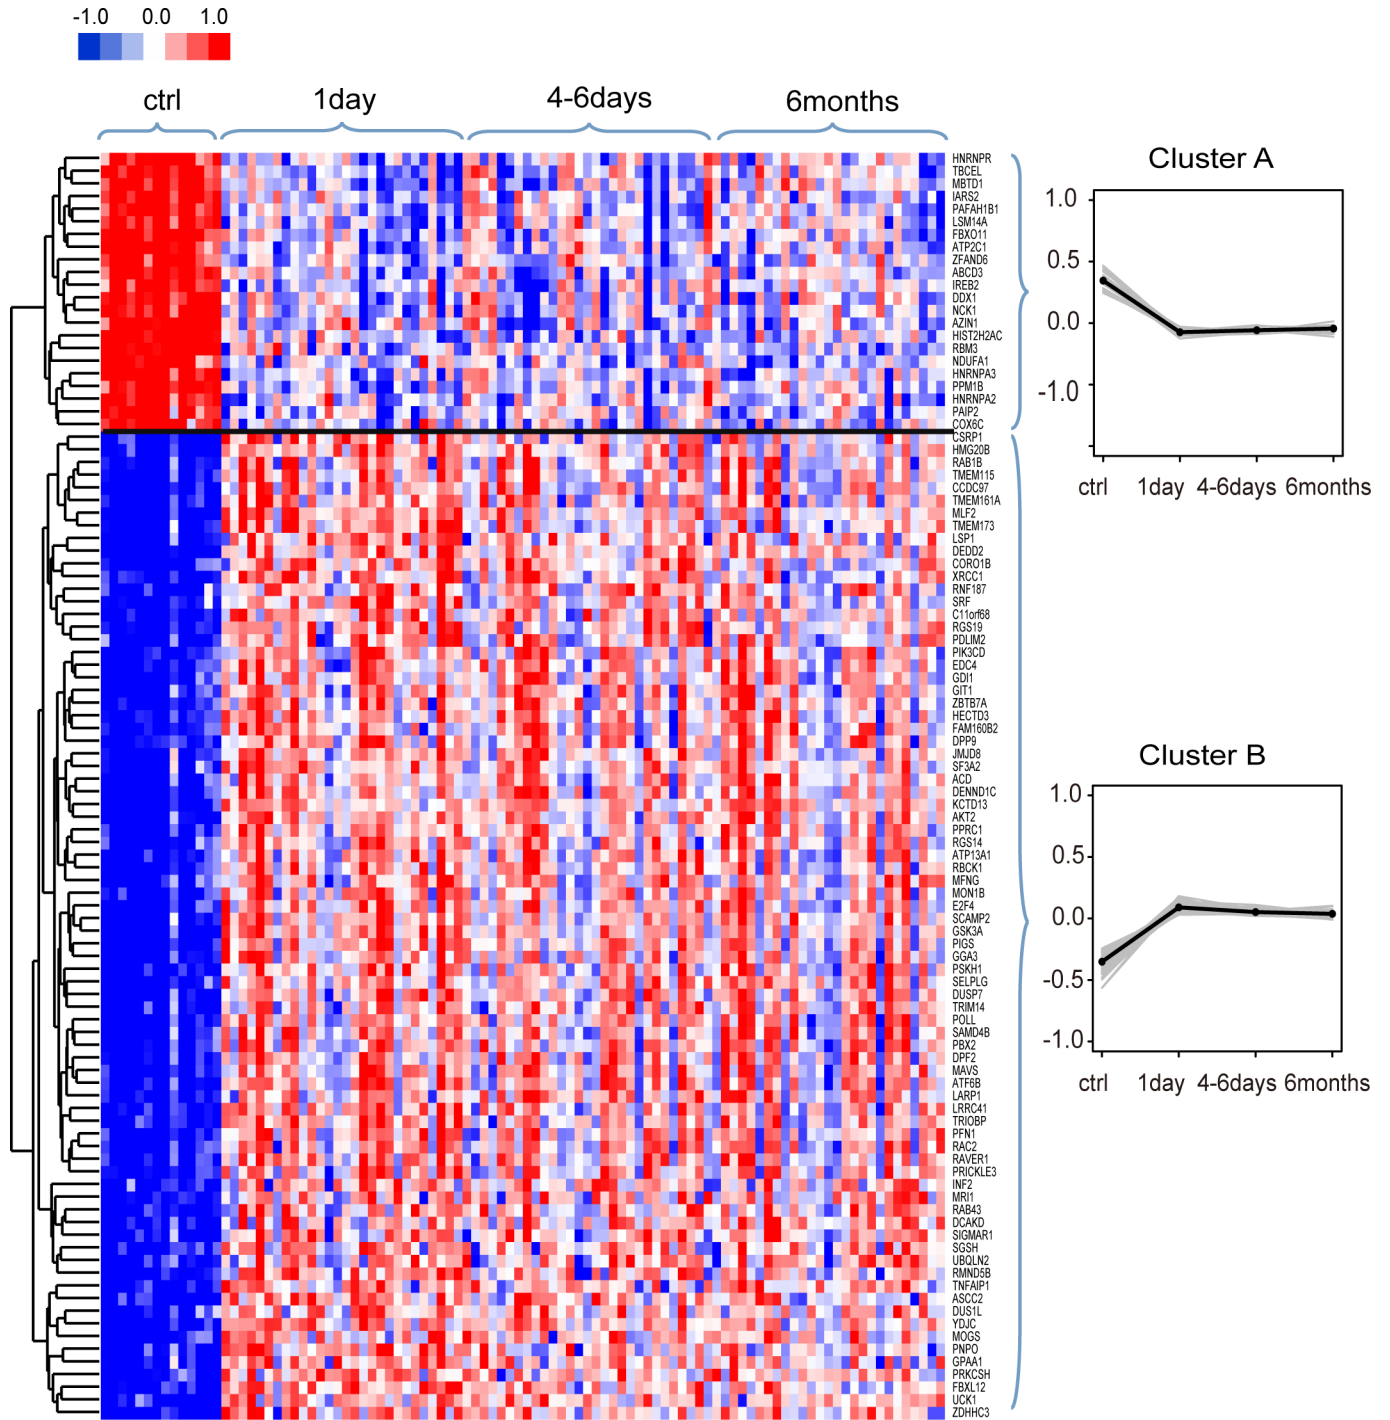 -1.0 0.0 1.0
ctrl 1day 4-6days 6months
HNRNPR
TBCEL
MBTD1
IARS2
PAFAH1B1
LSM14A
FBXO11
ATP2C1
ZFAND6
ABCD3
IREB2
DDX1
NCK1
AZIN1
HIST2H2AC
RBM3
NDUFA1
HNRNPA3
PPM1B
HNRNPA2
PAIP2
COX6C
CSRP1
HMG20B
RAB1B
TMEM115
CCDC97
TMEM161A
MLF2
TMEM173
LSP1
DEDD2
CORO1B
XRCC1
RNF187
SRF
C11orf68
RGS19
PDLIM2
PIK3CD
EDC4
GDI1
GIT1
ZBTB7A
HECTD3
FAM160B2
DPP9
JMJD8
SF3A2
ACD
DENND1C
KCTD13
AKT2
PPRC1
RGS14
ATP13A1
RBCK1
MFNG
MON1B
E2F4
SCAMP2
GSK3A
PIGS
GGA3
PSKH1
SELPLG
DUSP7
TRIM14
POLL
SAMD4B
PBX2
DPF2
MAVS
ATF6B
LARP1
LRRC41
TRIOBP
PFN1
RAC2
RAVER1
PRICKLE3
INF2
MRI1
RAB43
DCAKD
SIGMAR1
SGSH
UBQLN2
RMND5B
TNFAIP1
ASCC2
DUS1L
YDJC
MOGS
PNPO
GPAA1
PRKCSH
FBXL12
UCK1
ZDHHC3
Cluster A
1.0
0.5
0.0
-1.0
ctrl 1day 4-6days 6months
Cluster B
1.0
0.5
0.0
-0.5
-1.0
ctrl 1day 4-6days 6months